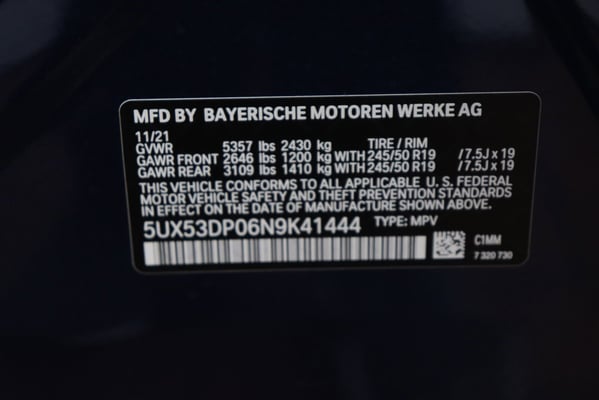 MFD BY BAYERISCHE MOTOREN WERKE AG
11/21
GVWR 5357 lbs 2430 kg TIRE / RIM
GAWR FRONT 2646 lbs 1200 kg WITH 245/50 R19 / 7.5J x 19
GAWR REAR 3109 lbs 1410 kg WITH 245/50 R19 / 7.5J x 19
THIS VEHICLE CONFORMS TO ALL APPLICABLE U. S. FEDERAL
MOTOR VEHICLE SAFETY AND THEFT PREVENTION STANDARDS
IN EFFECT ON THE DATE OF MANUFACTURE SHOWN ABOVE.
5UX53DP06N9K41444 TYPE: MPV
C1MM
7 320 730